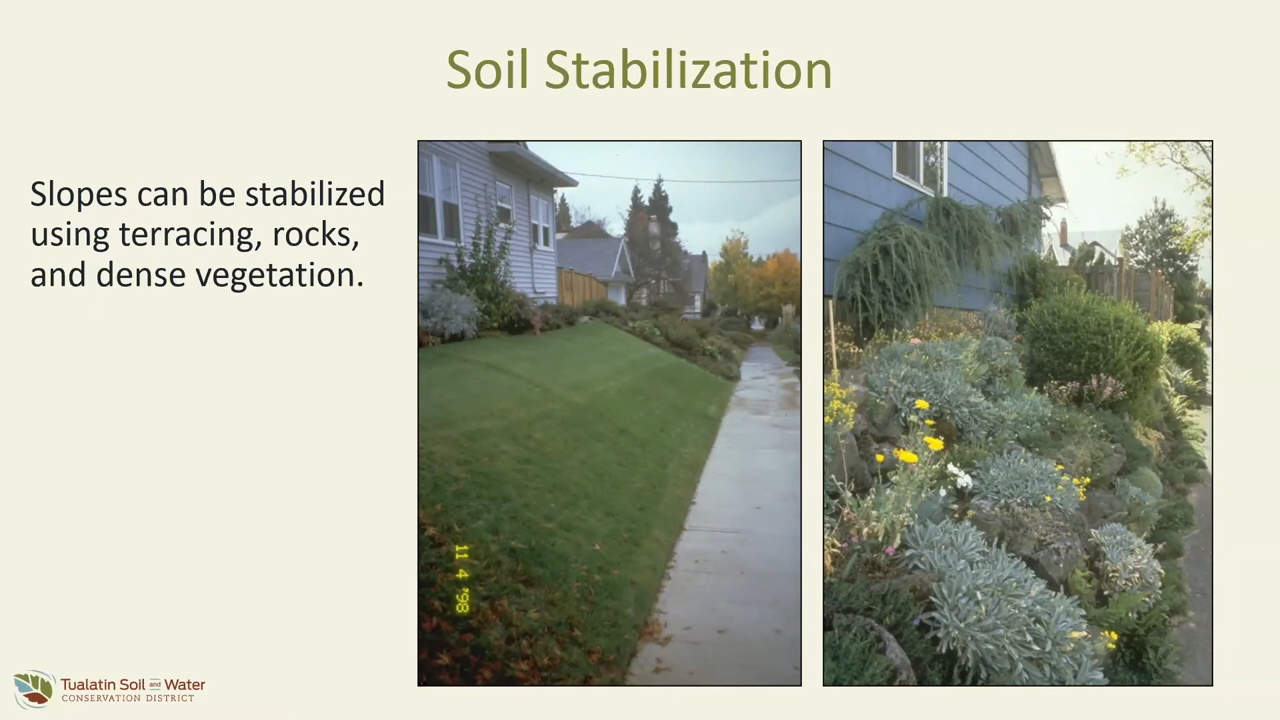 Soil Stabilization
Slopes can be stabilized
using terracing, rocks,
and dense vegetation.
11 4 '98
Tualatin Soil and Water
CONSERVATION DISTRICT